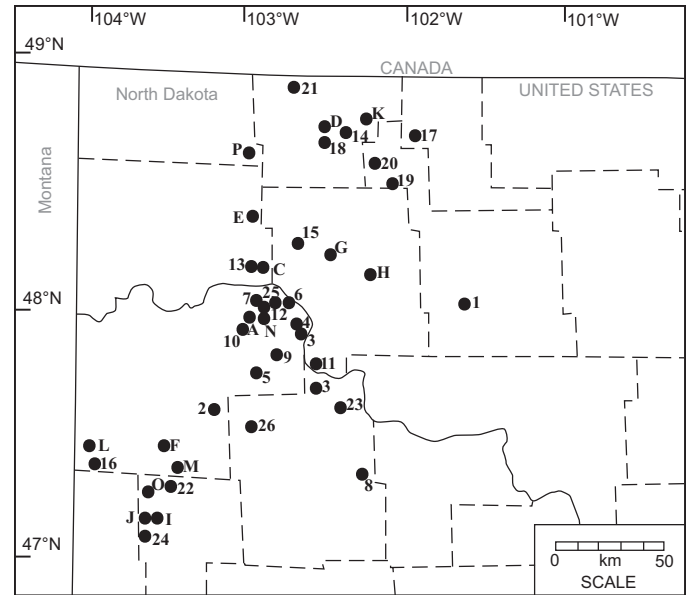 104°W 103°W 102°W 101°W
49°N
CANADA
North Dakota UNITED STATES
21
K
D
14 17
18
P
20
19
Montana
E
15
G
13 C
H
48°N
7 25 6
1
12
4
A N
10 3
9
11
5
3
2 23
26
L F
16 M
8
O 22
J I
24
47°N
0 km 50
SCALE